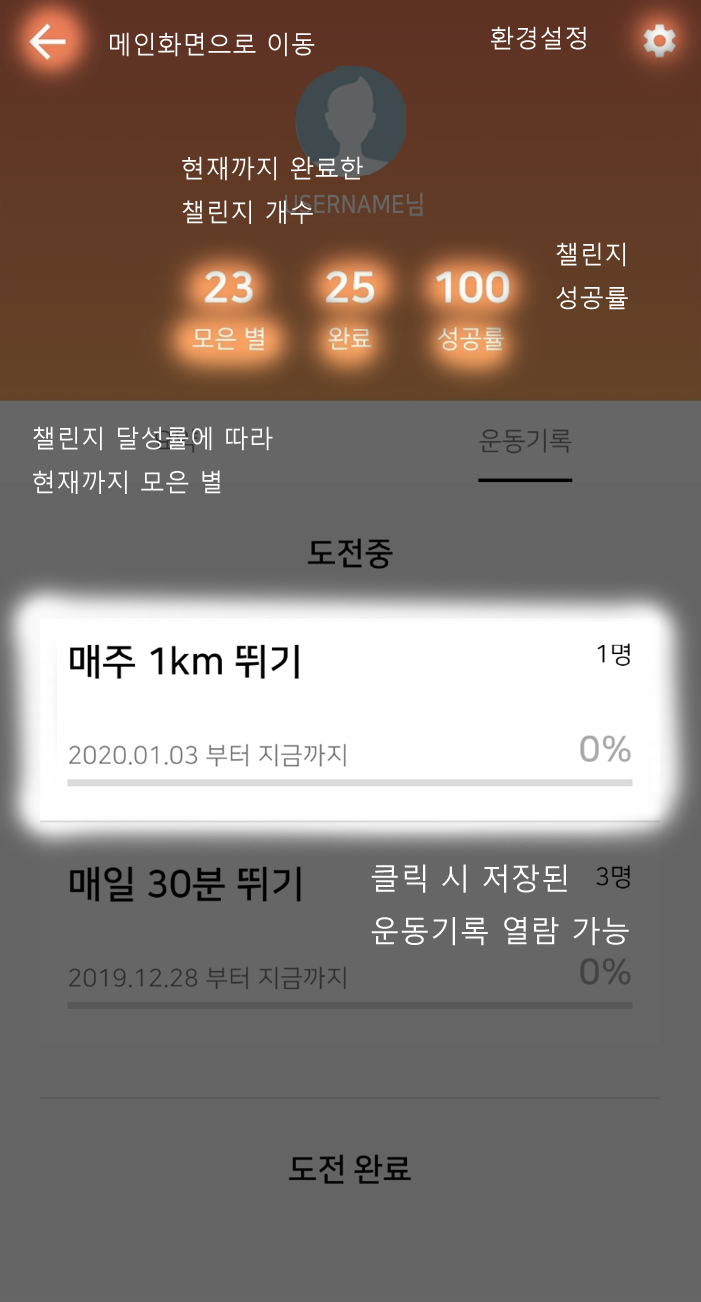 메인화면으로 이동
환경설정
현재까지 완료한
챌린지 개수
USERNAME님
챌린지
성공률
23
25
100
모은 별
완료
성공률
챌린지 달성률에 따라
현재까지 모은 별
운동기록
도전중
매주 1km 뛰기
1명
2020.01.03 부터 지금까지
0%
매일 30분 뛰기
3명
클릭 시 저장된
운동기록 열람 가능
2019.12.28 부터 지금까지
0%
도전 완료